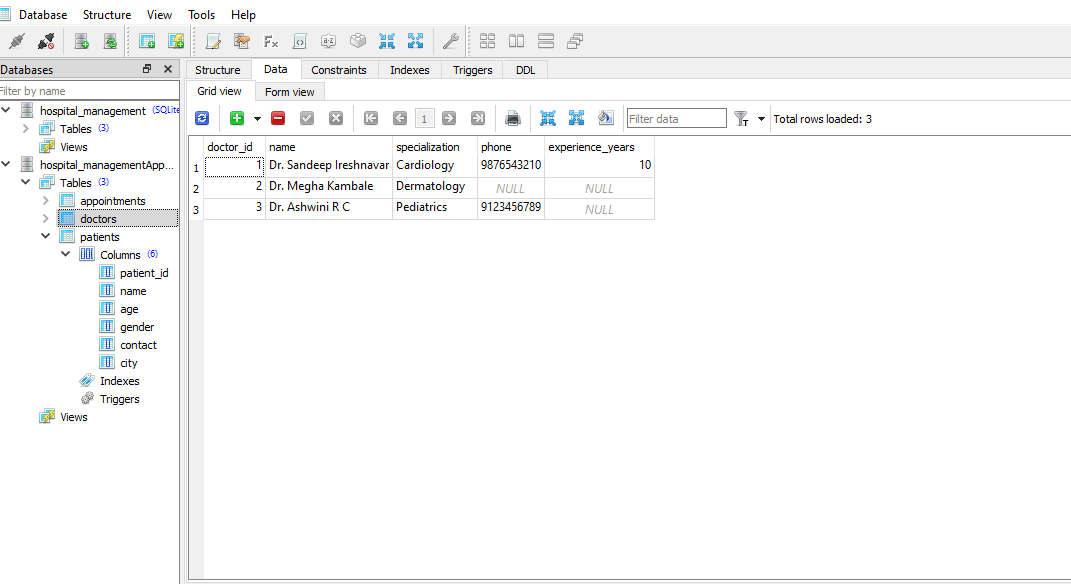 Database Structure View Tools Help
Databases
Filter by name
hospital_management (SQLite
Tables (3)
Views
hospital_managementApp...
Tables (3)
appointments
doctors
patients
Columns (6)
patient_id
name
age
gender
contact
city
Indexes
Triggers
Views
Structure Data Constraints Indexes Triggers DDL
Grid view Form view
1 Filter data Total rows loaded: 3
doctor_id name specialization phone experience_years
1 1 Dr. Sandeep Ireshnavar Cardiology 9876543210 10
2 2 Dr. Megha Kambale Dermatology NULL NULL
3 3 Dr. Ashwini R C Pediatrics 9123456789 NULL